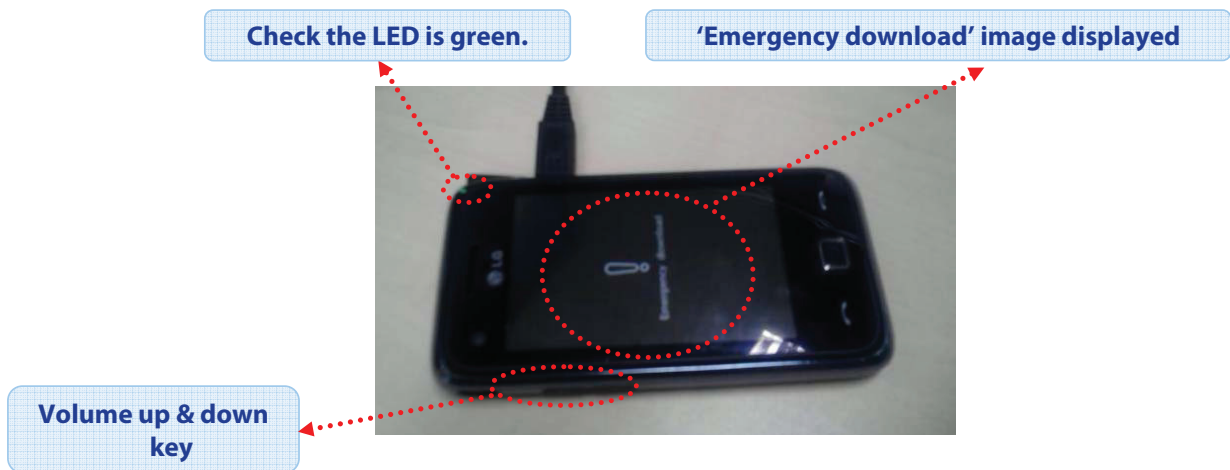 Check the LED is green.
‘Emergency download’ image displayed
LG
Emergency download
Volume up & down
key